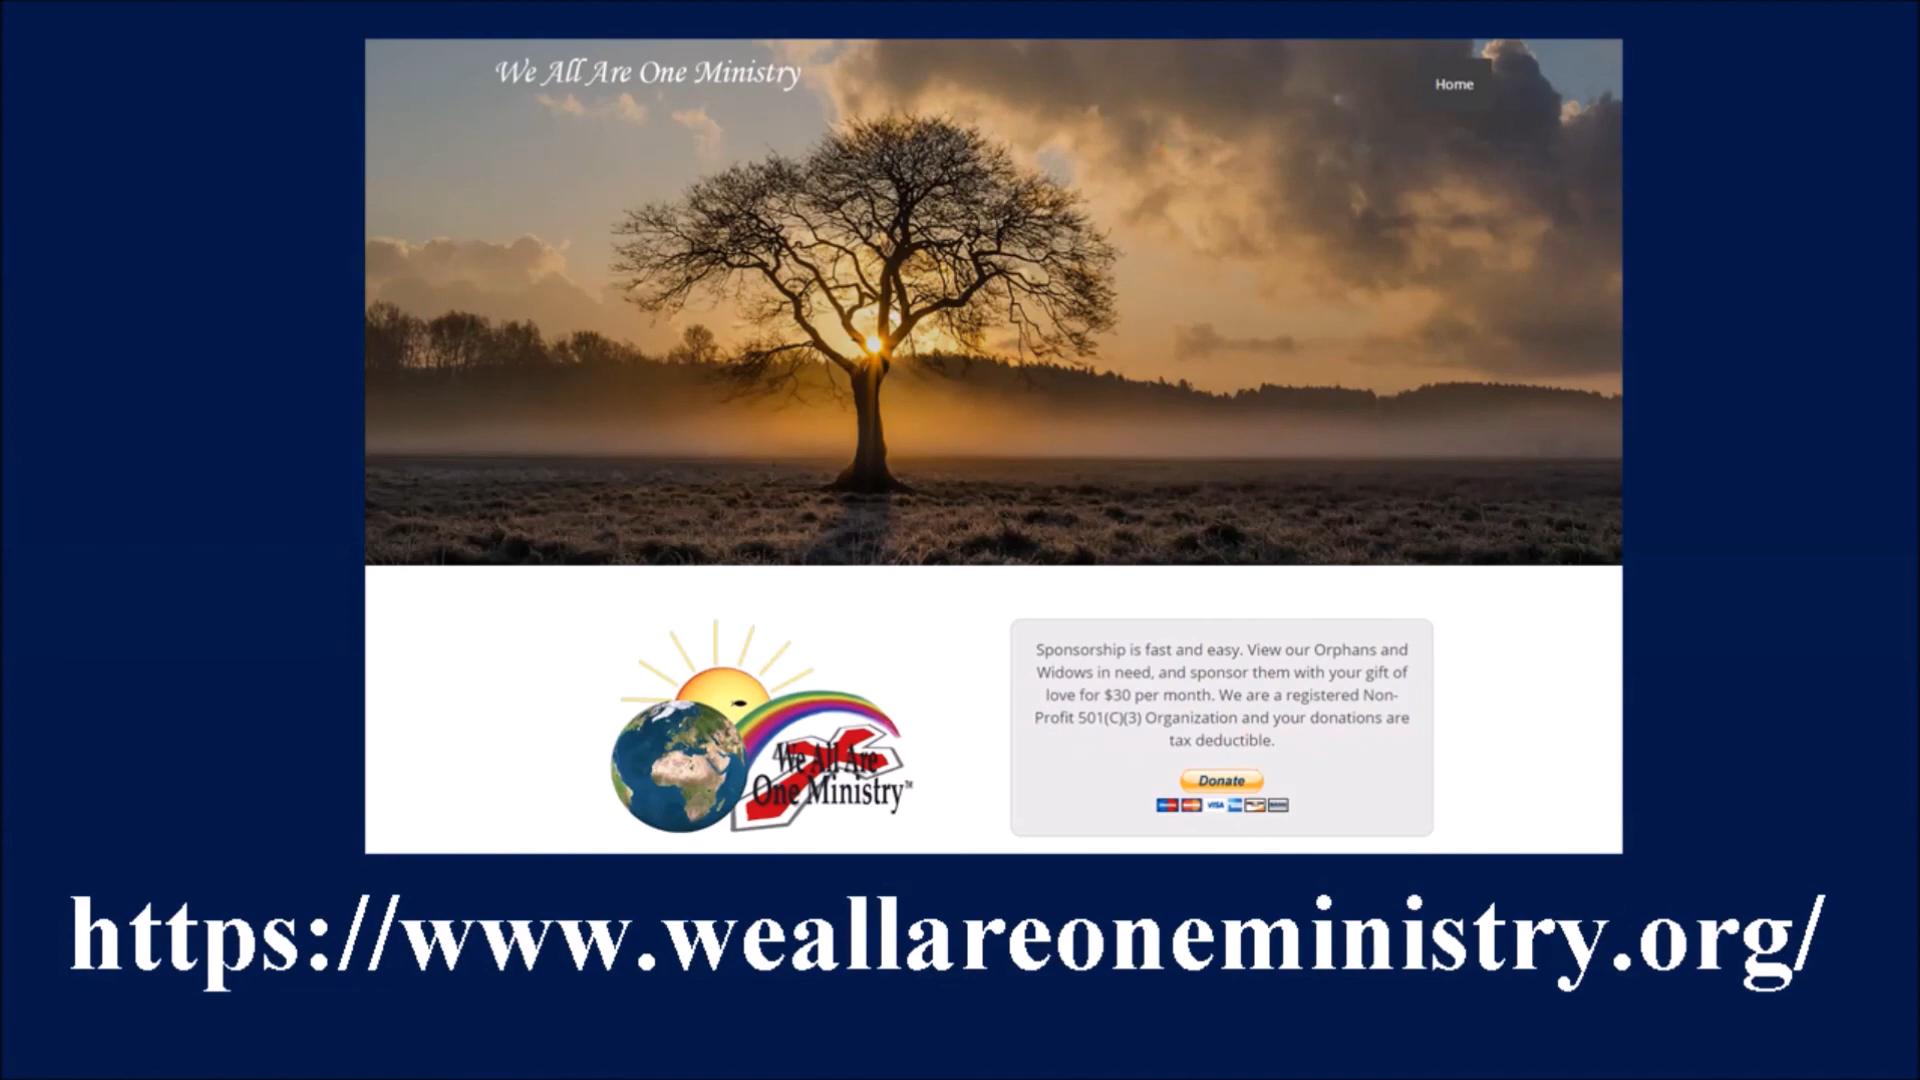 We All Are One Ministry
Home
We All Are
One Ministry™
Sponsorship is fast and easy. View our Orphans and
Widows in need, and sponsor them with your gift of
love for $30 per month. We are a registered Non-
Profit 501(C)(3) Organization and your donations are
tax deductible.
Donate
VISA
https://www.weallareoneministry.org/